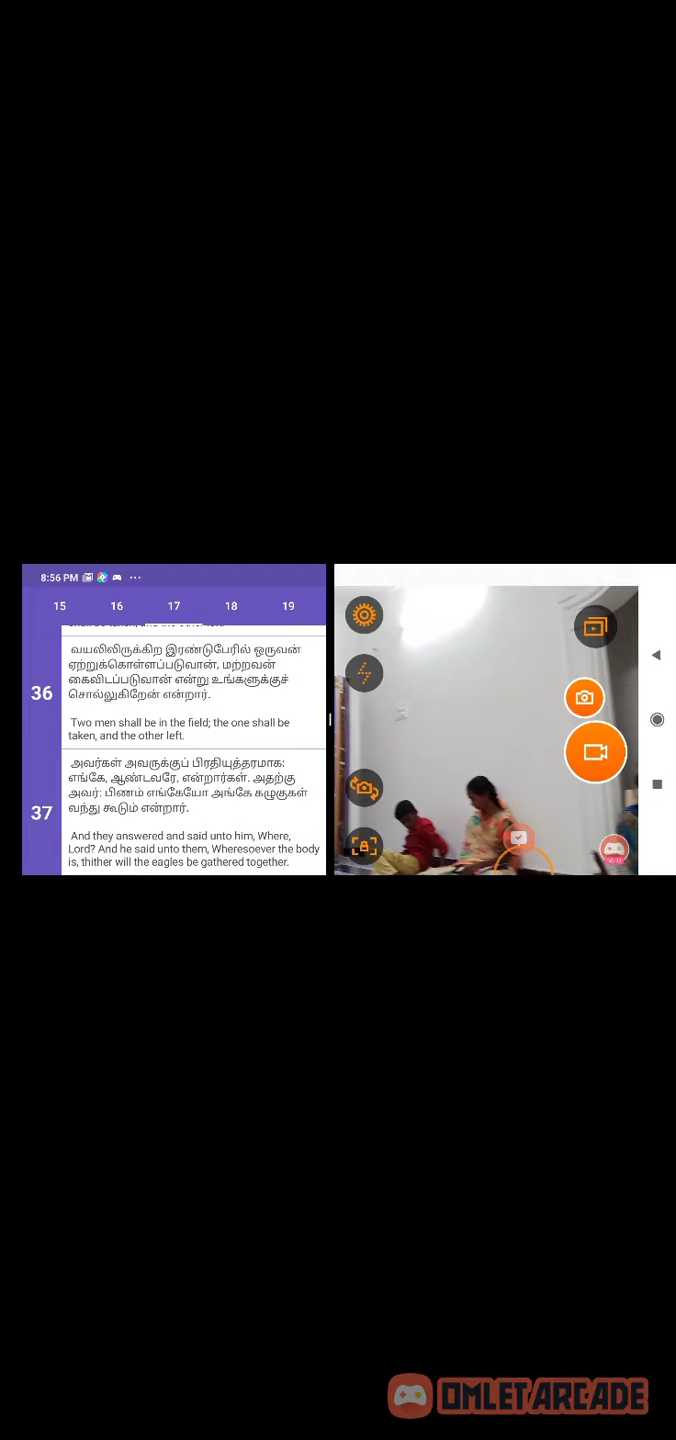 8:56 PM
15 16 17 18 19
36
வயலிலிருக்கிற இரண்டுபேரில் ஒருவன்
ஏற்றுக்கொள்ளப்படுவான், மற்றவன்
கைவிடப்படுவான் என்று உங்களுக்குச்
சொல்லுகிறேன் என்றார்.
Two men shall be in the field; the one shall be
taken, and the other left.
37
அவர்கள் அவருக்குப் பிரதியுத்தரமாக:
எங்கே, ஆண்டவரே, என்றார்கள். அதற்கு
அவர்: பிணம் எங்கேயோ அங்கே கழுகுகள்
வந்து கூடும் என்றார்.
And they answered and said unto him, Where,
Lord? And he said unto them, Wheresoever the body
is, thither will the eagles be gathered together.
OMLET ARCADE